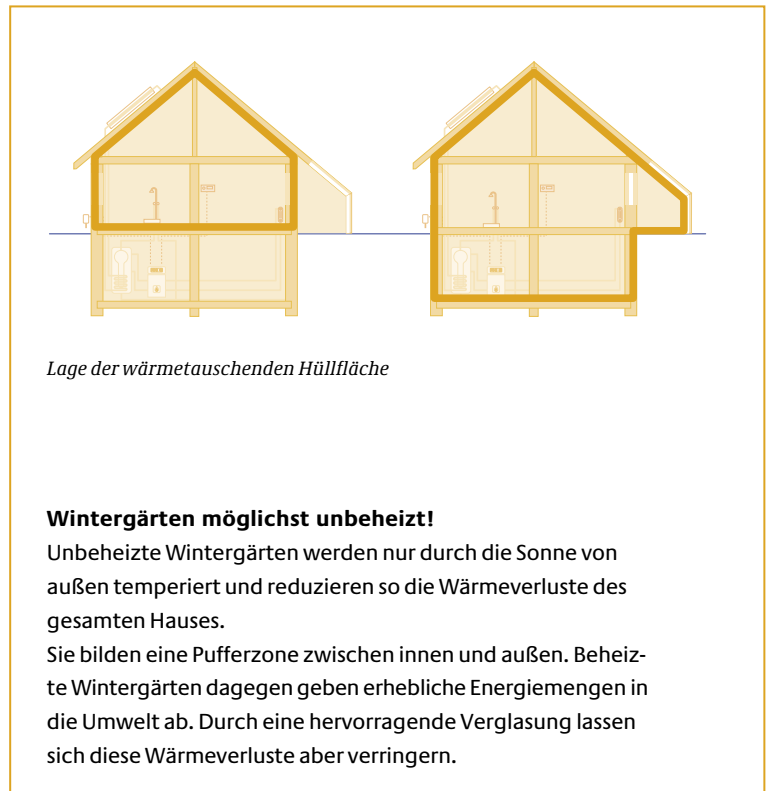 Lage der wärmetauschenden Hüllfläche
Wintergärten möglichst unbeheizt!
Unbeheizte Wintergärten werden nur durch die Sonne von
außen temperiert und reduzieren so die Wärmeverluste des
gesamten Hauses.
Sie bilden eine Pufferzone zwischen innen und außen. Beheiz-
te Wintergärten dagegen geben erhebliche Energiemengen in
die Umwelt ab. Durch eine hervorragende Verglasung lassen
sich diese Wärmeverluste aber verringern.